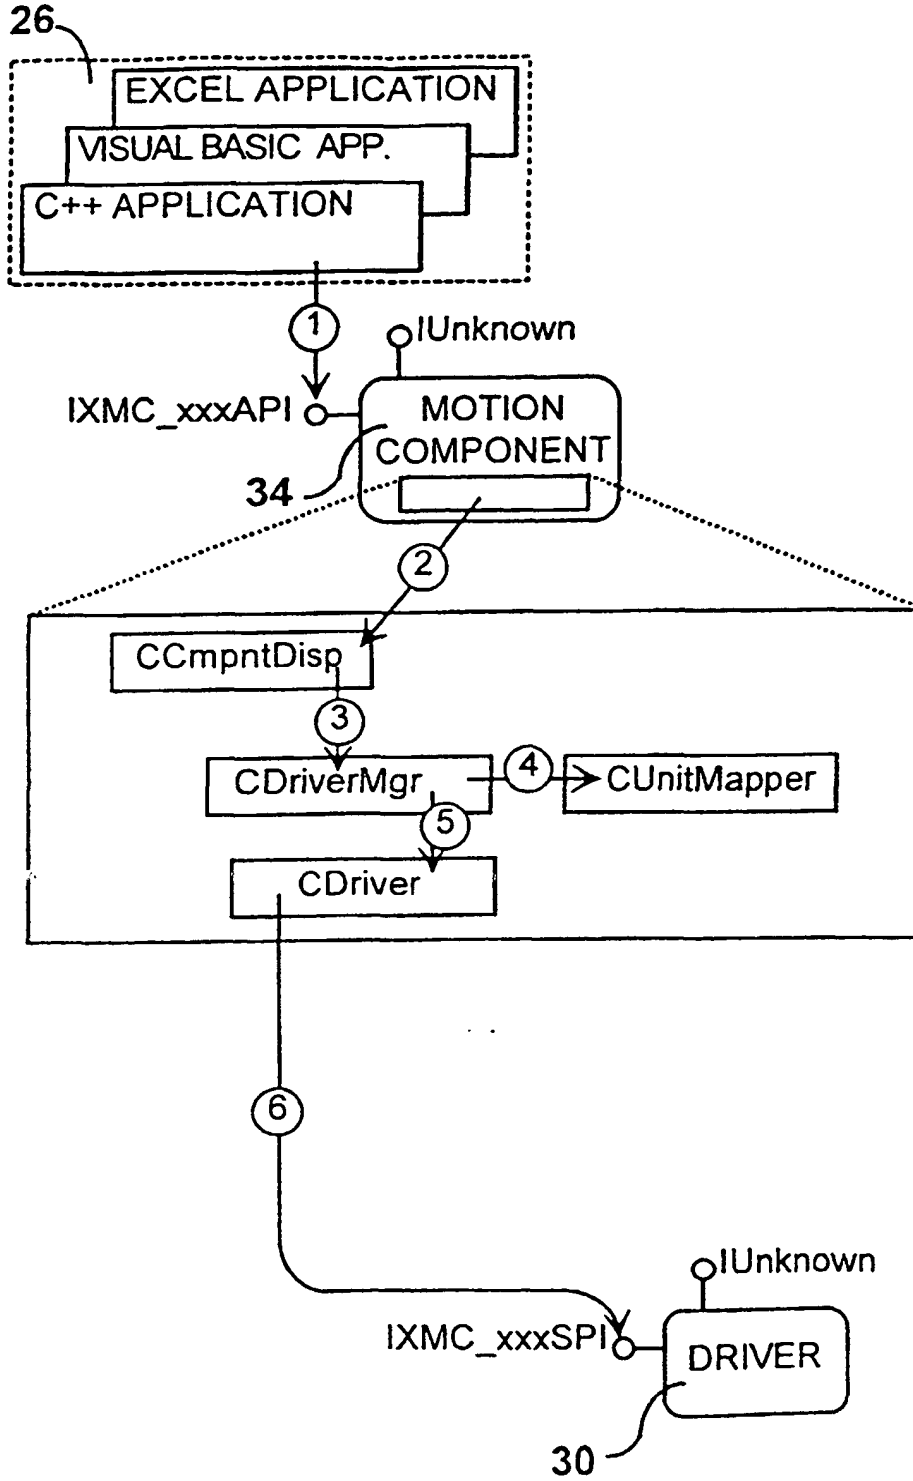 26
EXCEL APPLICATION
VISUAL BASIC APP.
C++ APPLICATION
1
IUnknown
IXMC_xxxAPI
MOTION
COMPONENT
34
2
CCmpntDisp
3
CDriverMgr
4
CUnitMapper
5
CDriver
6
IUnknown
IXMC_xxxSPI
DRIVER
30